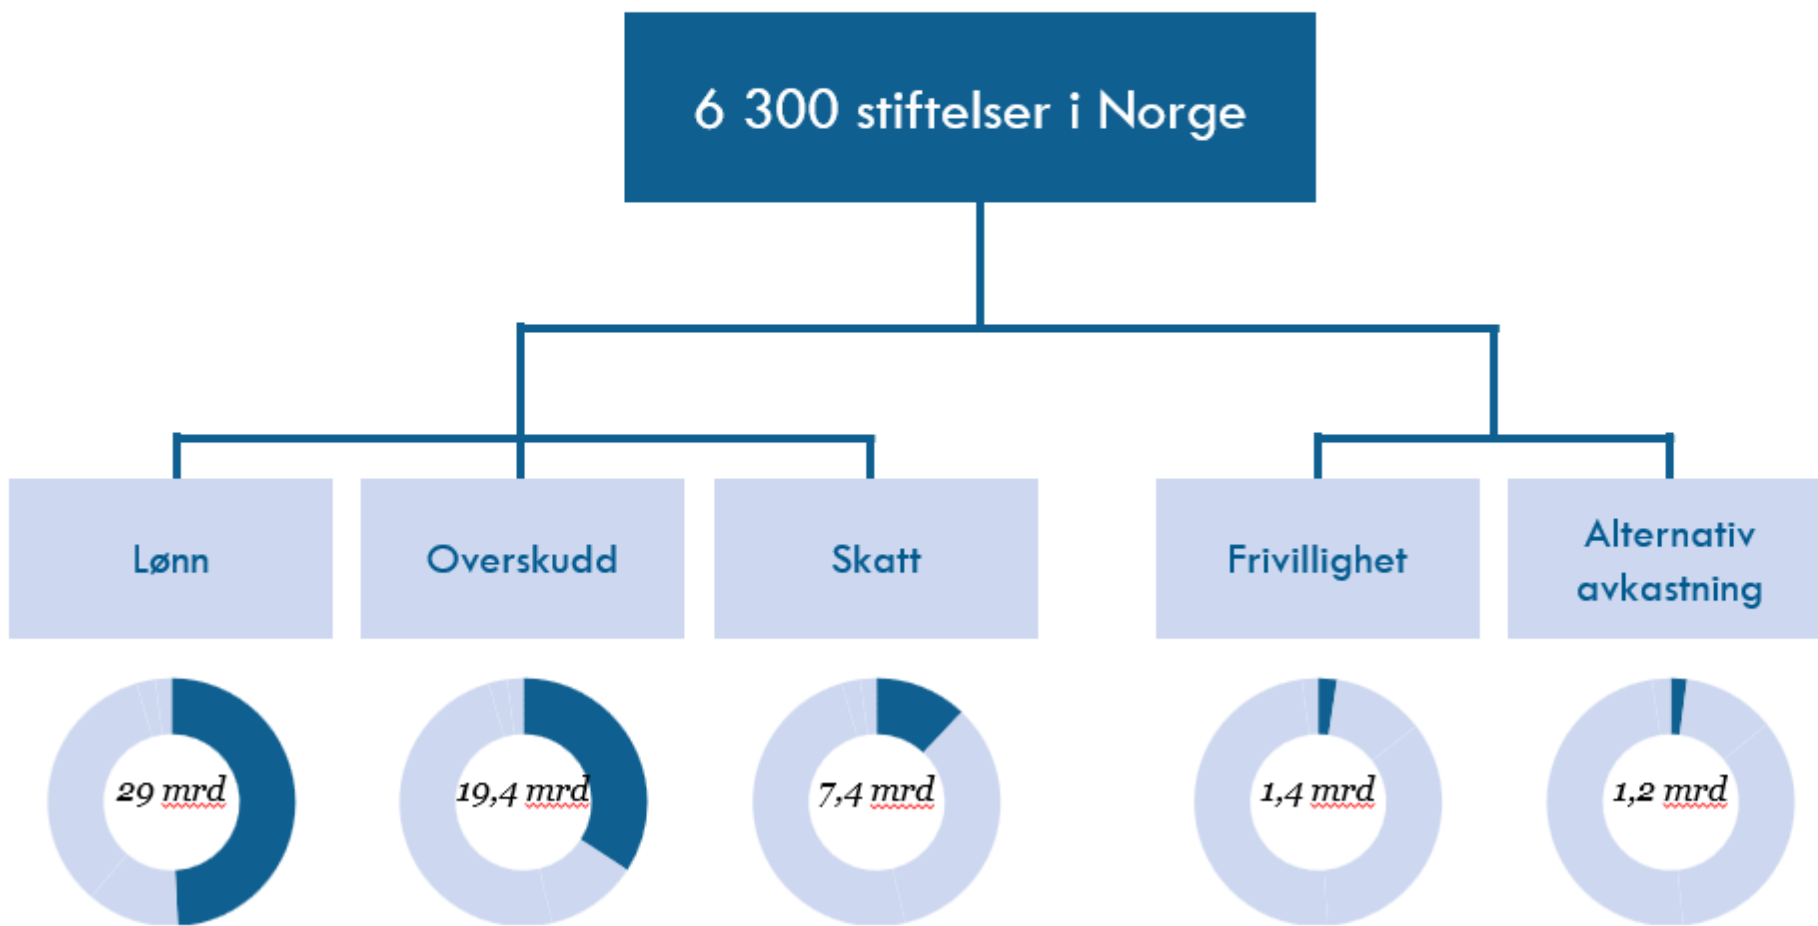 6 300 stiftelser i Norge
Lønn
Overskudd
Skatt
Frivillighet
Alternativ
avkastning
29 mrd
19,4 mrd
7,4 mrd
1,4 mrd
1,2 mrd